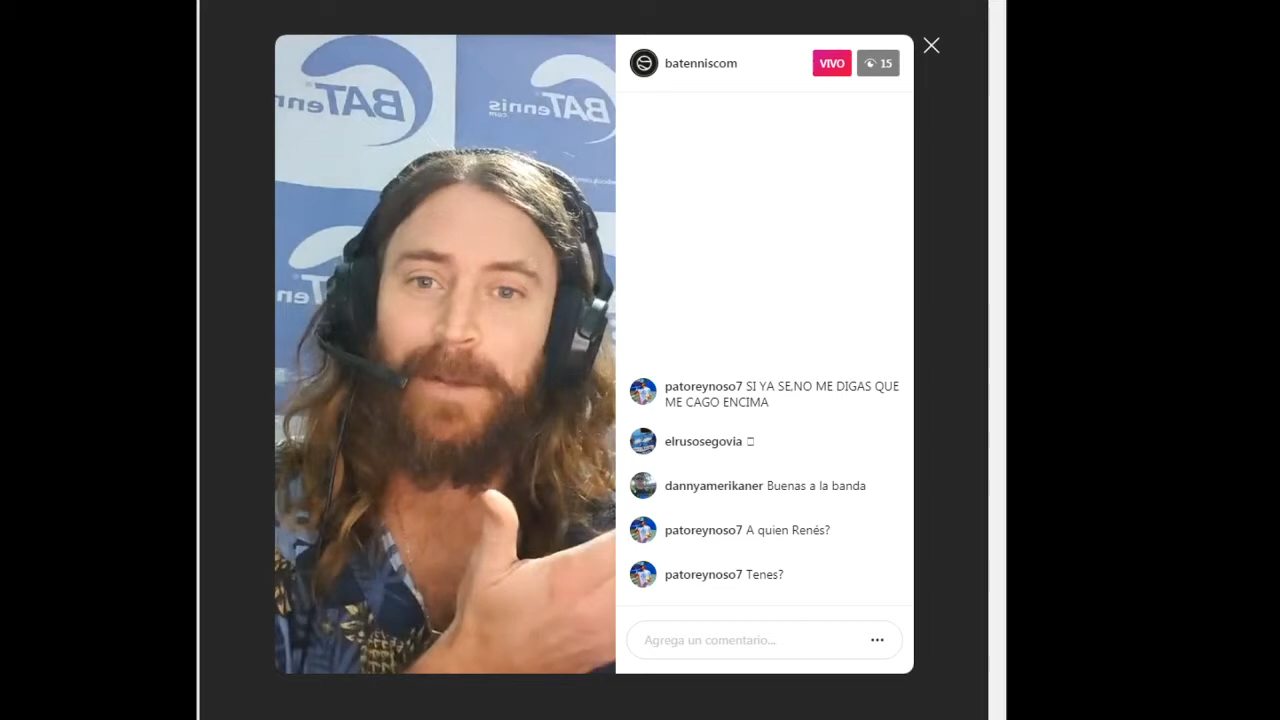 BATennis
BATennis
.com
BATen
batenniscom
VIVO
15
patoreynoso7 SI YA SE,NO ME DIGAS QUE
ME CAGO ENCIMA
elrusosegovia
dannyamerikaner Buenas a la banda
patoreynoso7 A quien Renés?
patoreynoso7 Tenes?
Agrega un comentario...